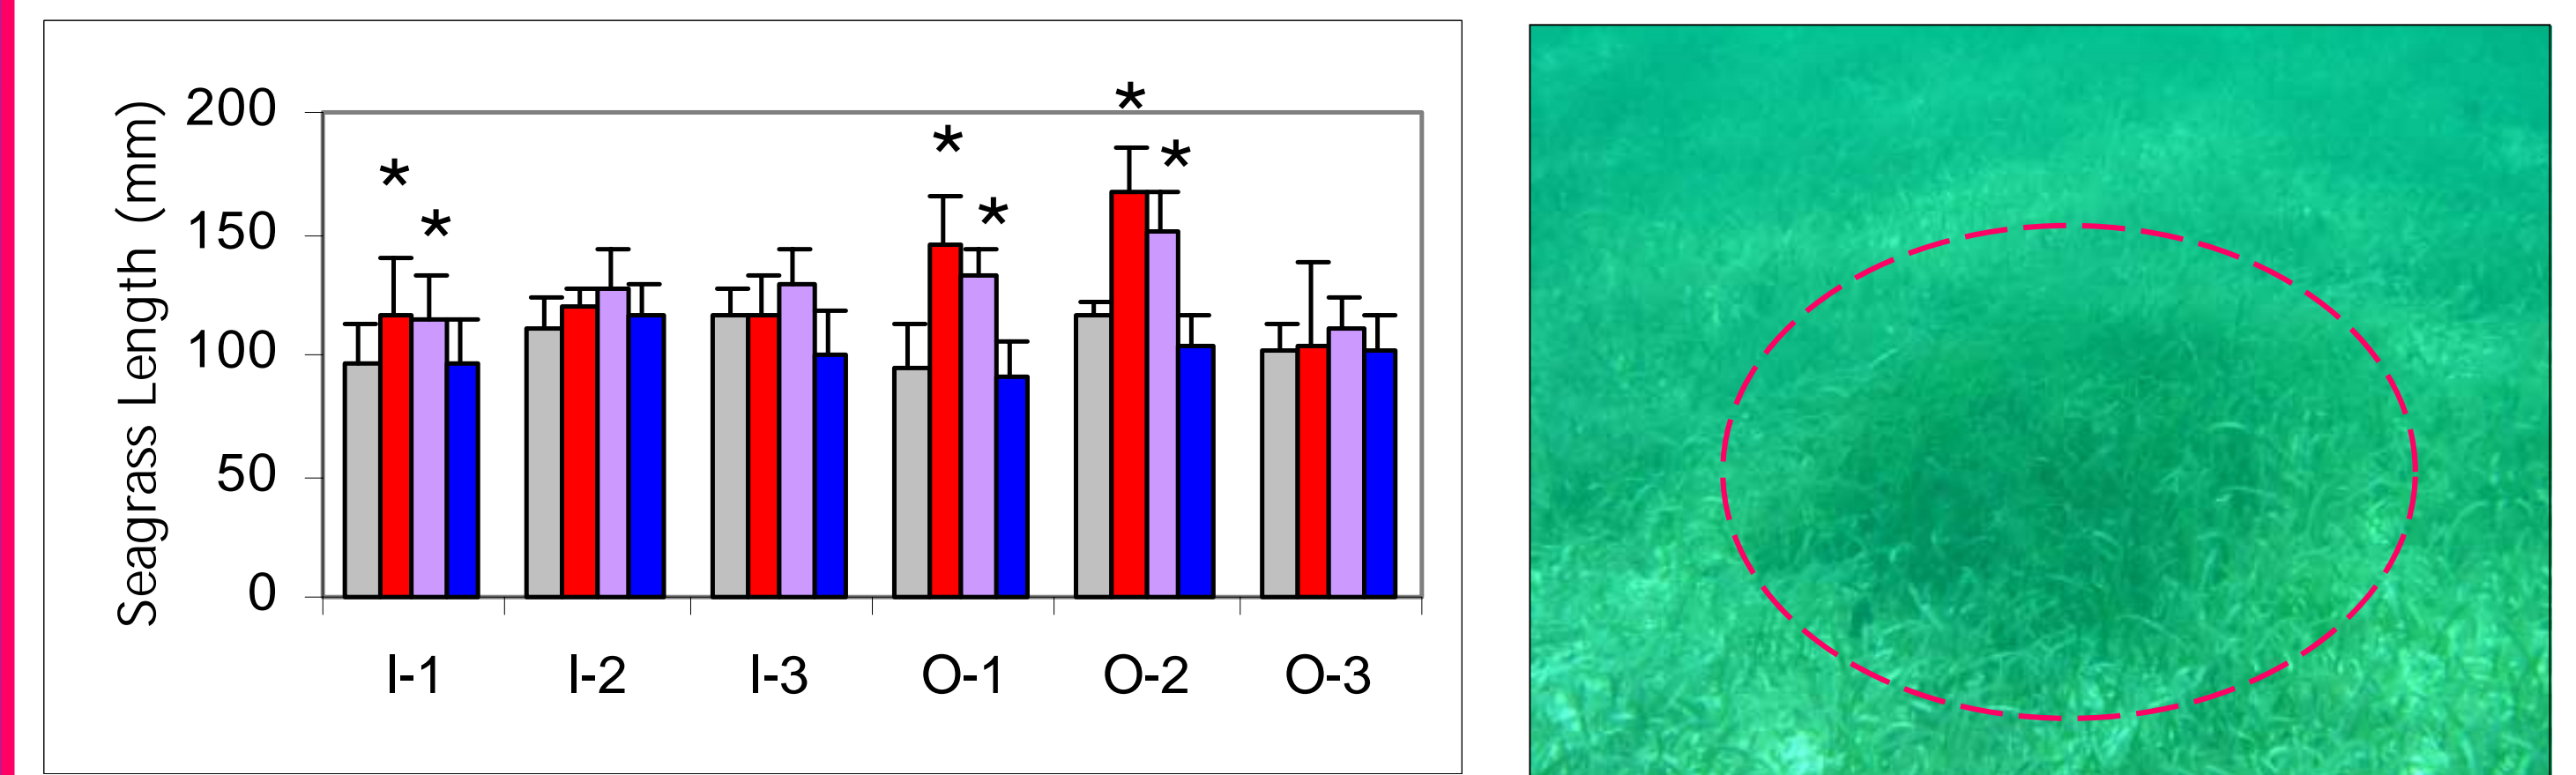 Seagrass Length (mm)
200
150
100
50
0
* * * * * *
I-1 I-2 I-3 O-1 O-2 O-3